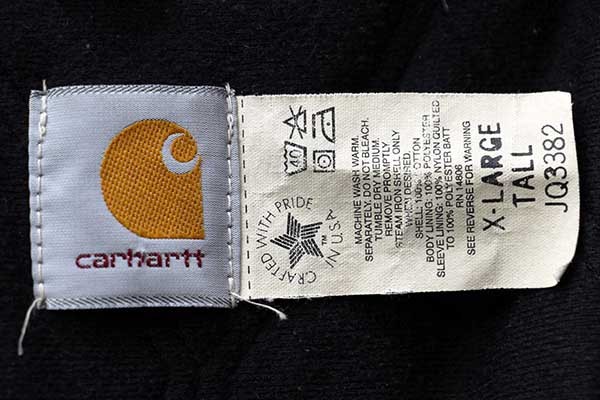 carhartt
40
CRAFTED WITH PRIDE
IN U.S.A.
TM
MACHINE WASH WARM.
SEPARATELY. DO NOT BLEACH.
TUMBLE DRY MEDIUM.
REMOVE PROMPTLY
STEAM IRON SHELL ONLY
WHEN DESIRED.
SHELL: 100% COTTON
BODY LINING: 100% POLYESTER
SLEEVE LINING: 100% NYLON QUILTED
TO 100% POLYESTER BATT
RN 14806
SEE REVERSE FOR WARNING
X-LARGE
TALL
JQ3382